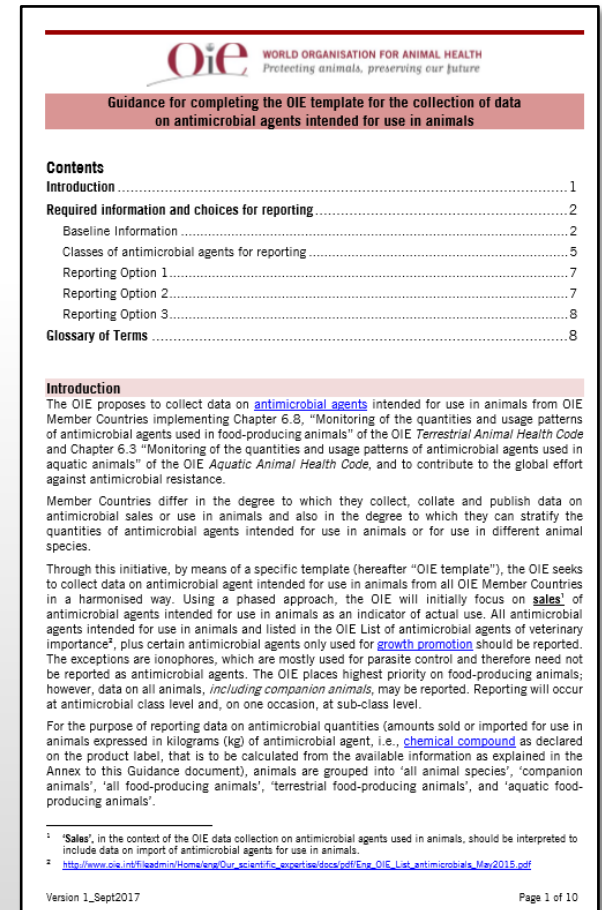 Oie
WORLD ORGANISATION FOR ANIMAL HEALTH
Protecting animals, preserving our future
Guidance for completing the OIE template for the collection of data
on antimicrobial agents intended for use in animals
Contents
Introduction ........ 1
Required information and choices for reporting ........ 2
Baseline Information ........ 2
Classes of antimicrobial agents for reporting ........ 5
Reporting Option 1 ........ 7
Reporting Option 2 ........ 7
Reporting Option 3 ........ 8
Glossary of Terms ........ 8
Introduction
The OIE proposes to collect data on antimicrobial agents intended for use in animals from OIE
Member Countries implementing Chapter 6.8, “Monitoring of the quantities and usage patterns
of antimicrobial agents used in food-producing animals” of the OIE Terrestrial Animal Health Code
and Chapter 6.3 “Monitoring of the quantities and usage patterns of antimicrobial agents used in
aquatic animals” of the OIE Aquatic Animal Health Code, and to contribute to the global effort
against antimicrobial resistance.
Member Countries differ in the degree to which they collect, collate and publish data on
antimicrobial sales or use in animals and also in the degree to which they can stratify the
quantities of antimicrobial agents intended for use in animals or for use in different animal
species.
Through this initiative, by means of a specific template (hereafter “OIE template”), the OIE seeks
to collect data on antimicrobial agent intended for use in animals from all OIE Member Countries
in a harmonised way. Using a phased approach, the OIE will initially focus on sales¹ of
antimicrobial agents intended for use in animals as an indicator of actual use. All antimicrobial
agents intended for use in animals and listed in the OIE List of antimicrobial agents of veterinary
importance², plus certain antimicrobial agents only used for growth promotion should be reported.
The exceptions are ionophores, which are mostly used for parasite control and therefore need not
be reported as antimicrobial agents. The OIE places highest priority on food-producing animals;
however, data on all animals, including companion animals, may be reported. Reporting will occur
at antimicrobial class level and, on one occasion, at sub-class level.
For the purpose of reporting data on antimicrobial quantities (amounts sold or imported for use in
animals expressed in kilograms (kg) of antimicrobial agent, i.e., chemical compound as declared
on the product label, that is to be calculated from the available information as explained in the
Annex to this Guidance document), animals are grouped into ‘all animal species’, ‘companion
animals’, ‘all food-producing animals’, ‘terrestrial food-producing animals’, and ‘aquatic food-
producing animals’.
¹ ‘Sales’, in the context of the OIE data collection on antimicrobial agents used in animals, should be interpreted to
include data on import of antimicrobial agents for use in animals.
² http://www.oie.int/fileadmin/Home/eng/Our_scientific_expertise/docs/pdf/Eng_OIE_List_antimicrobials_May2015.pdf
Version 1_Sept2017 Page 1 of 10